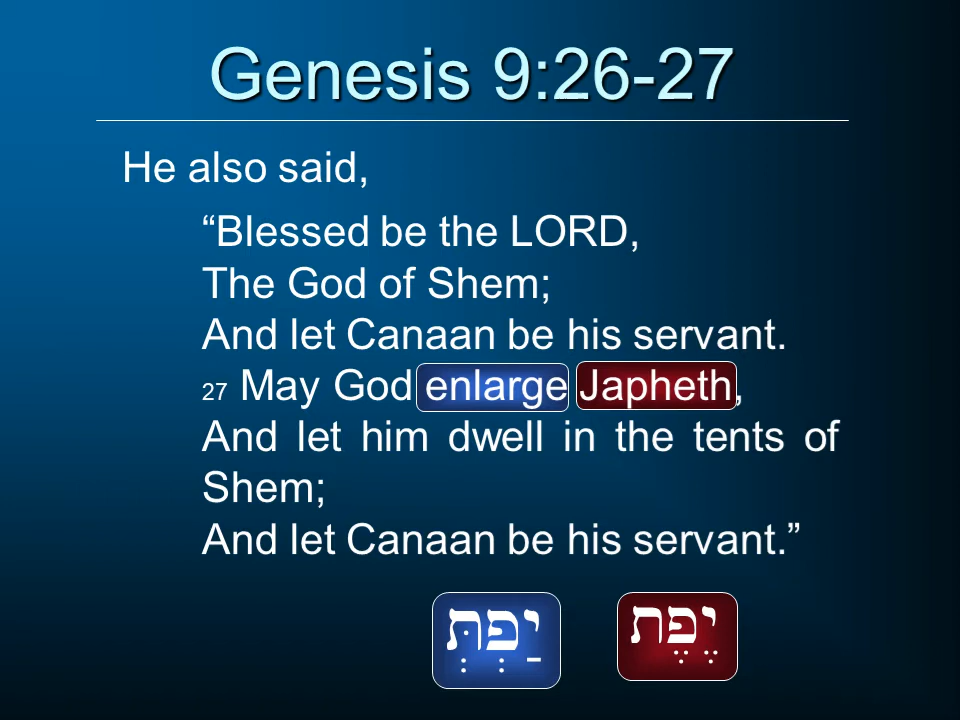 Genesis 9:26-27
He also said,
“Blessed be the LORD,
The God of Shem;
And let Canaan be his servant.
27 May God enlarge Japheth,
And let him dwell in the tents of
Shem;
And let Canaan be his servant.”
יַפְתְּ יֶפֶת